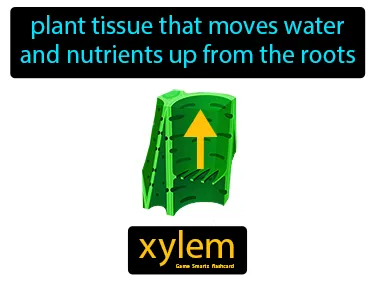 plant tissue that moves water
and nutrients up from the roots
xylem
Game Smartz flashcard